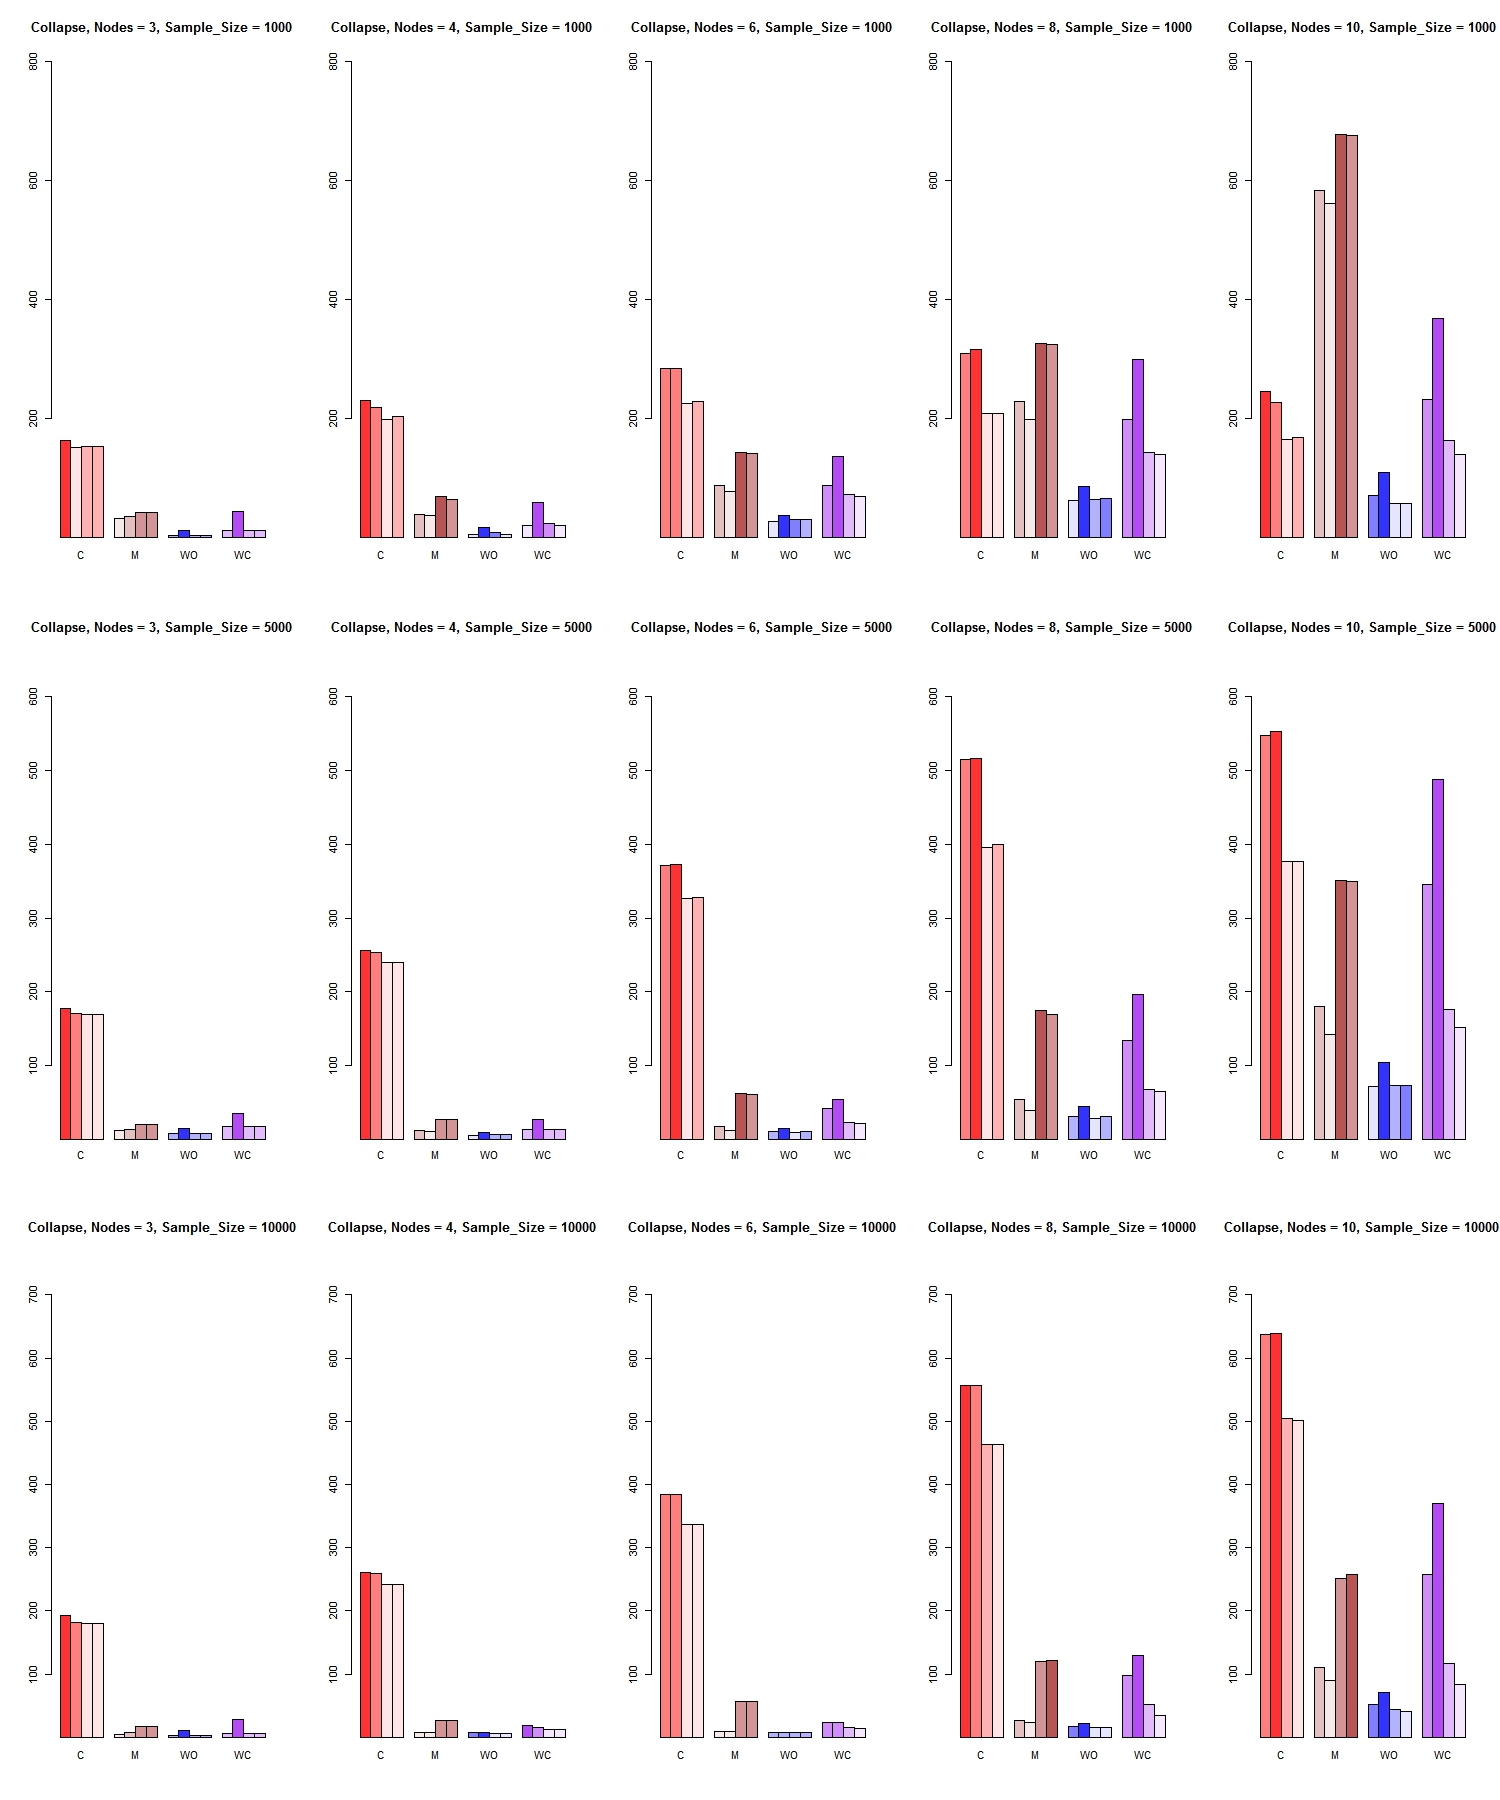 Collapse, Nodes = 3, Sample_Size = 1000
800
600
400
200
C M WO WC
Collapse, Nodes = 4, Sample_Size = 1000
800
600
400
200
C M WO WC
Collapse, Nodes = 6, Sample_Size = 1000
800
600
400
200
C M WO WC
Collapse, Nodes = 8, Sample_Size = 1000
800
600
400
200
C M WO WC
Collapse, Nodes = 10, Sample_Size = 1000
800
600
400
200
C M WO WC
Collapse, Nodes = 3, Sample_Size = 5000
600
500
400
300
200
100
C M WO WC
Collapse, Nodes = 4, Sample_Size = 5000
600
500
400
300
200
100
C M WO WC
Collapse, Nodes = 6, Sample_Size = 5000
600
500
400
300
200
100
C M WO WC
Collapse, Nodes = 8, Sample_Size = 5000
600
500
400
300
200
100
C M WO WC
Collapse, Nodes = 10, Sample_Size = 5000
600
500
400
300
200
100
C M WO WC
Collapse, Nodes = 3, Sample_Size = 10000
700
600
500
400
300
200
100
C M WO WC
Collapse, Nodes = 4, Sample_Size = 10000
700
600
500
400
300
200
100
C M WO WC
Collapse, Nodes = 6, Sample_Size = 10000
700
600
500
400
300
200
100
C M WO WC
Collapse, Nodes = 8, Sample_Size = 10000
700
600
500
400
300
200
100
C M WO WC
Collapse, Nodes = 10, Sample_Size = 10000
700
600
500
400
300
200
100
C M WO WC